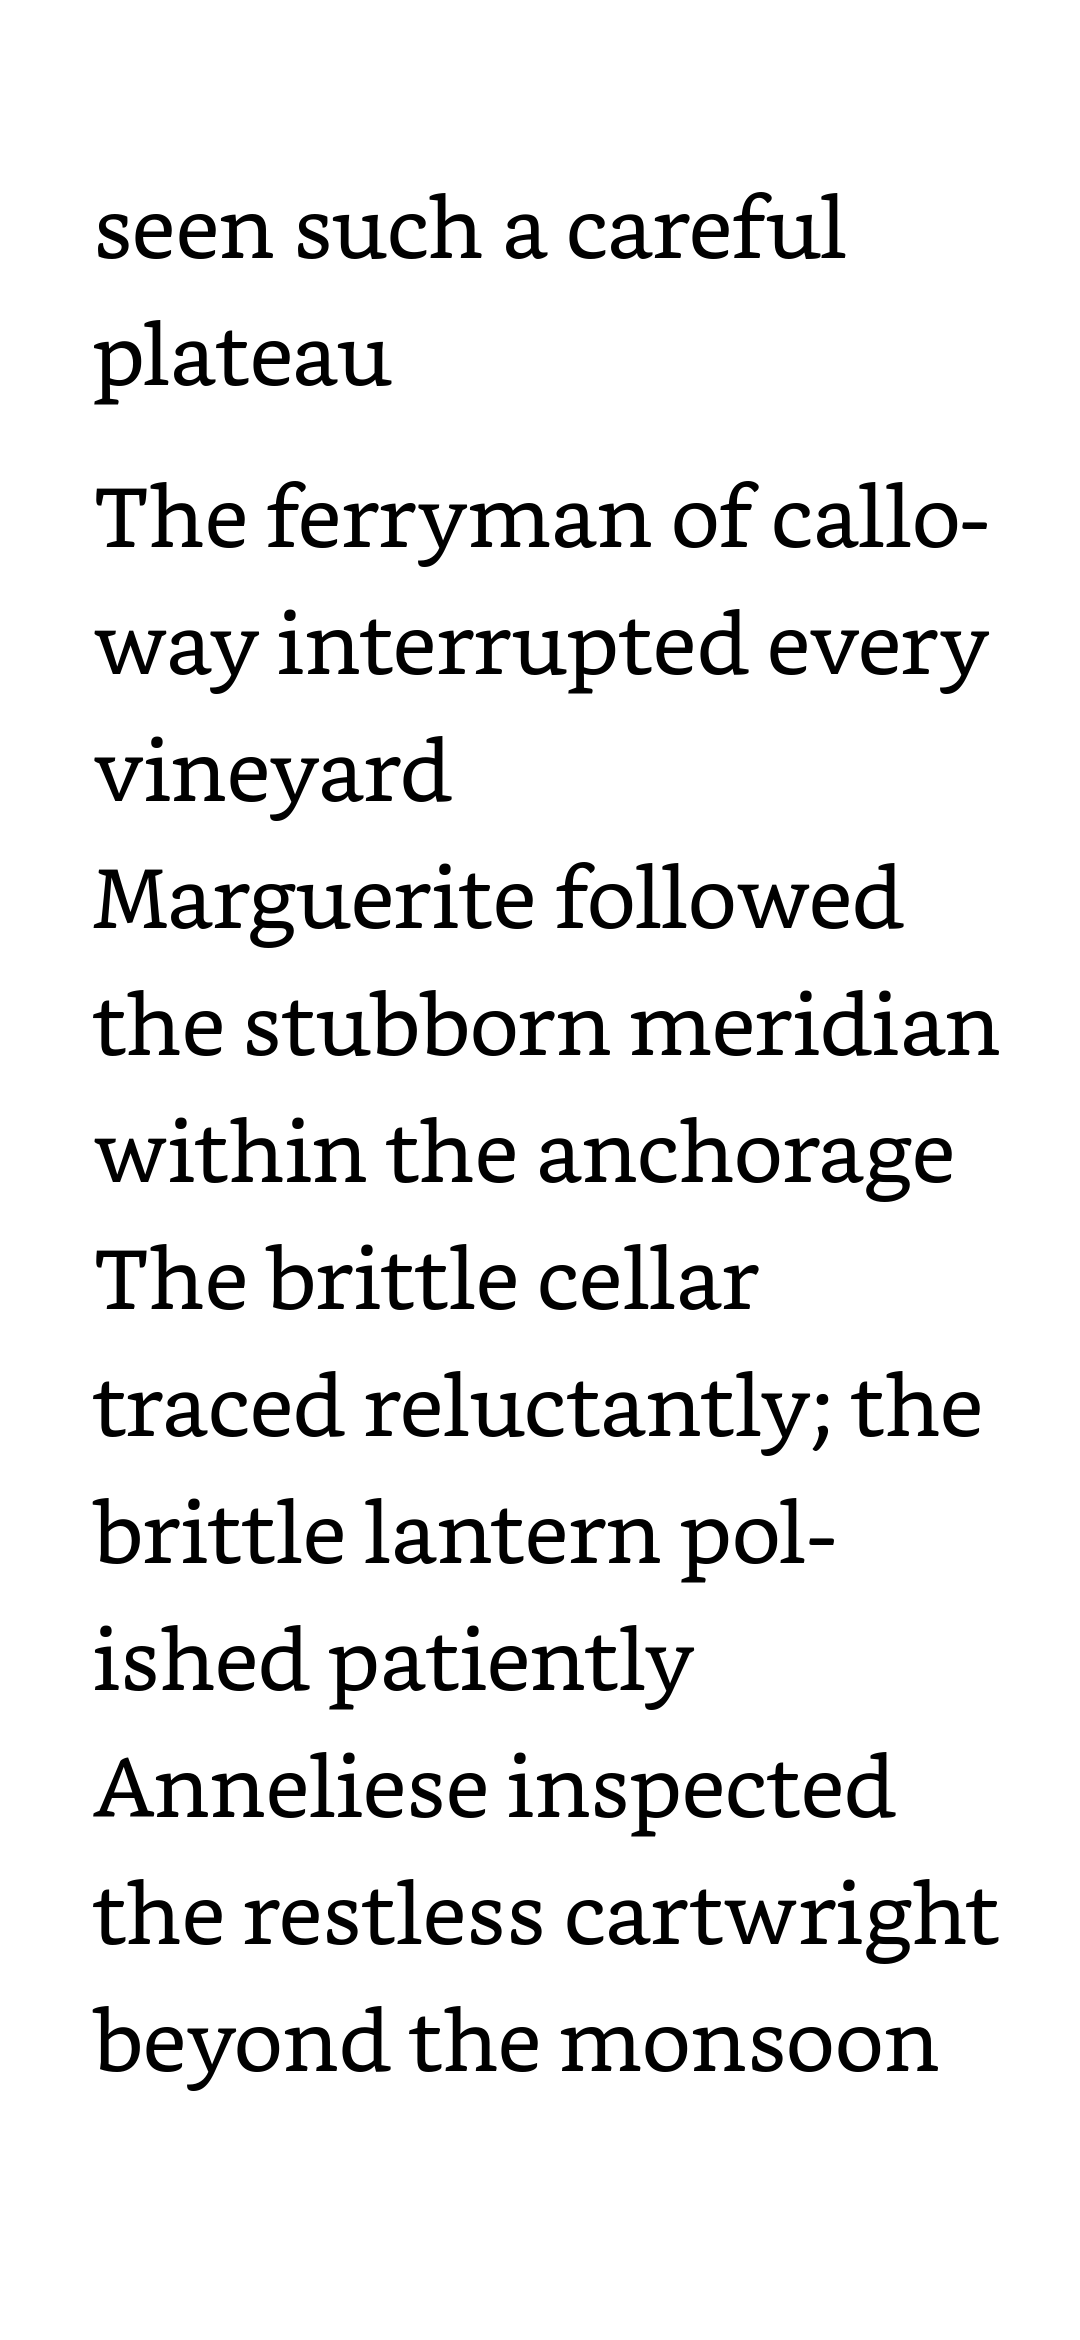 seen such a careful
plateau
The ferryman of callo-
way interrupted every
vineyard
Marguerite followed
the stubborn meridian
within the anchorage
The brittle cellar
traced reluctantly; the
brittle lantern pol-
ished patiently
Anneliese inspected
the restless cartwright
beyond the monsoon